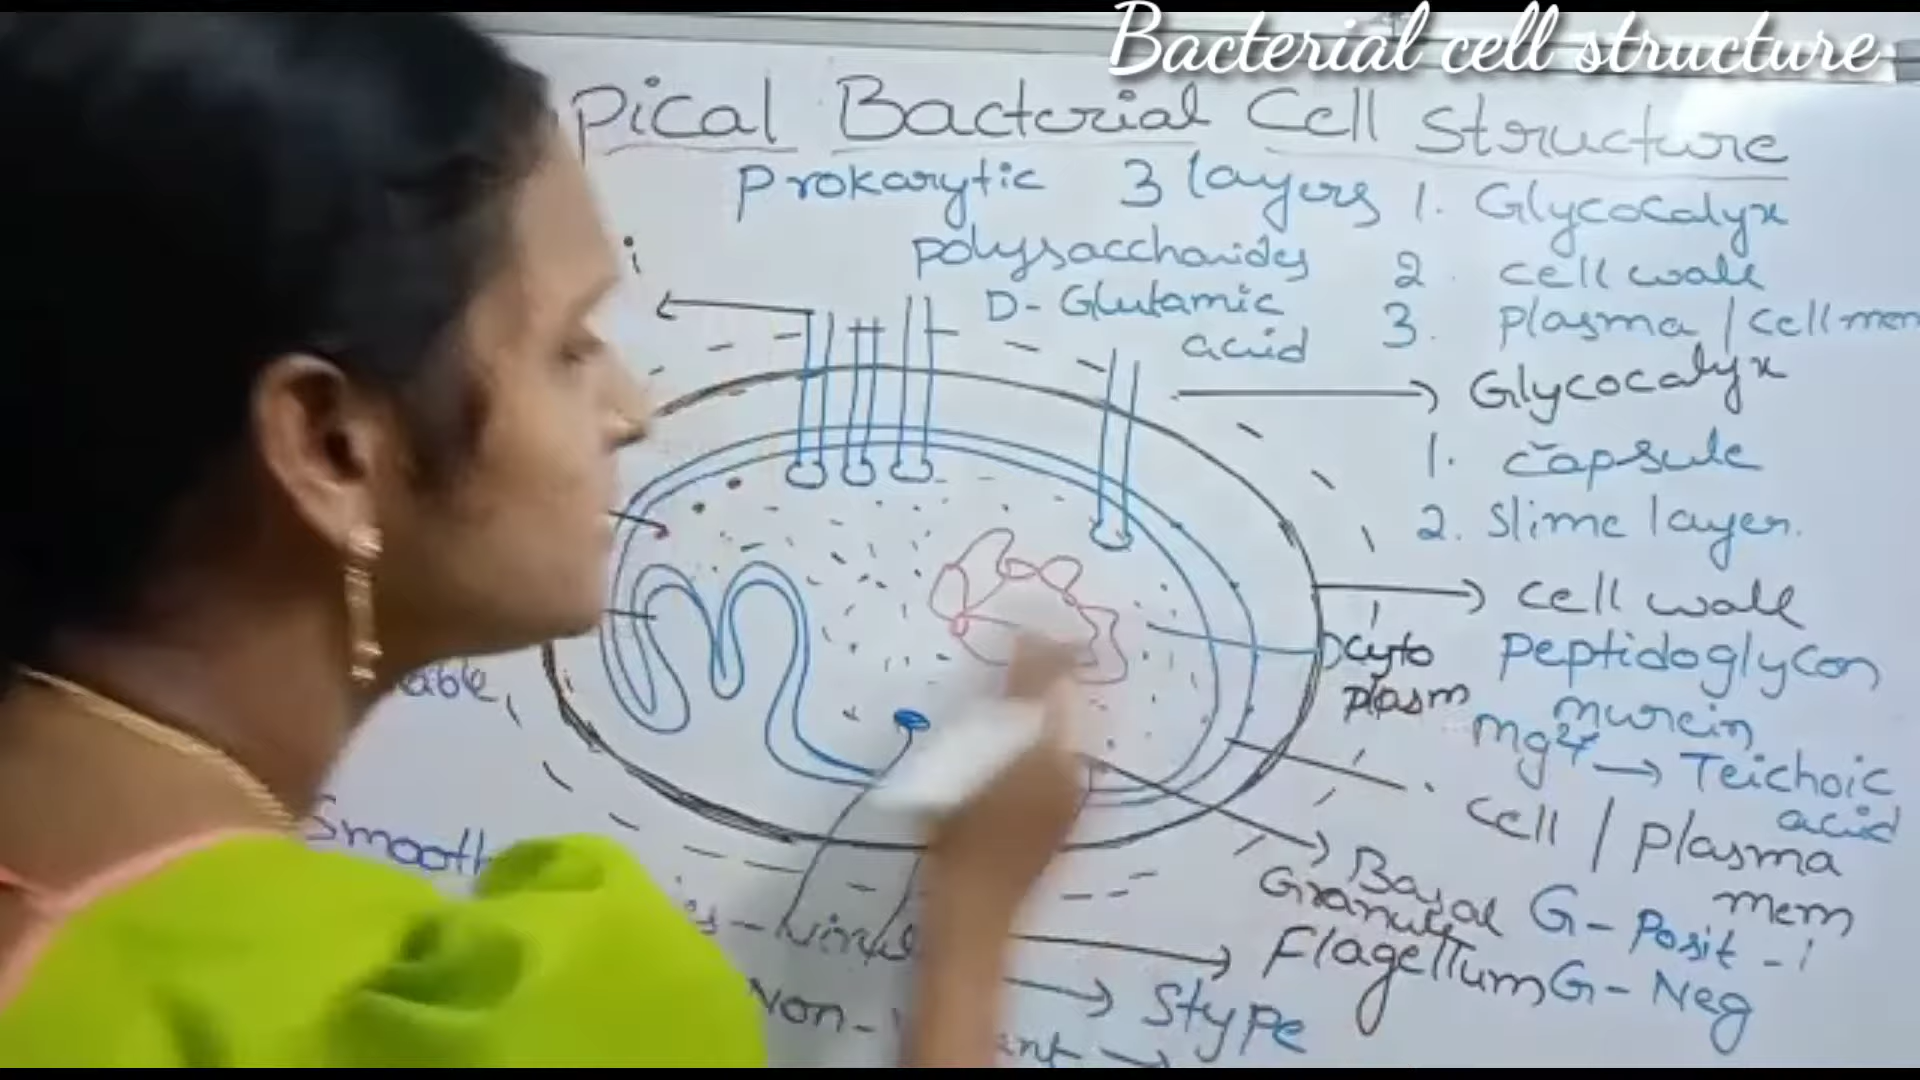 Bacterial cell structure
pical Bacterial Cell Structure
Prokarytic 3 layers 1. Glycocalyx
polysaccharides 2. cell wall
D-Glutamic acid 3. plasma / cell mem
Glycocalyx
1. capsule
2. Slime layer.
cell wall
cyto plasm
Peptidoglycon
murein
Mg2+ → Teichoic acid
cell / plasma mem
able,
Smooth
Basal Granule
G - Posit - 1
Flagellum
G - Neg
Stype
Non-